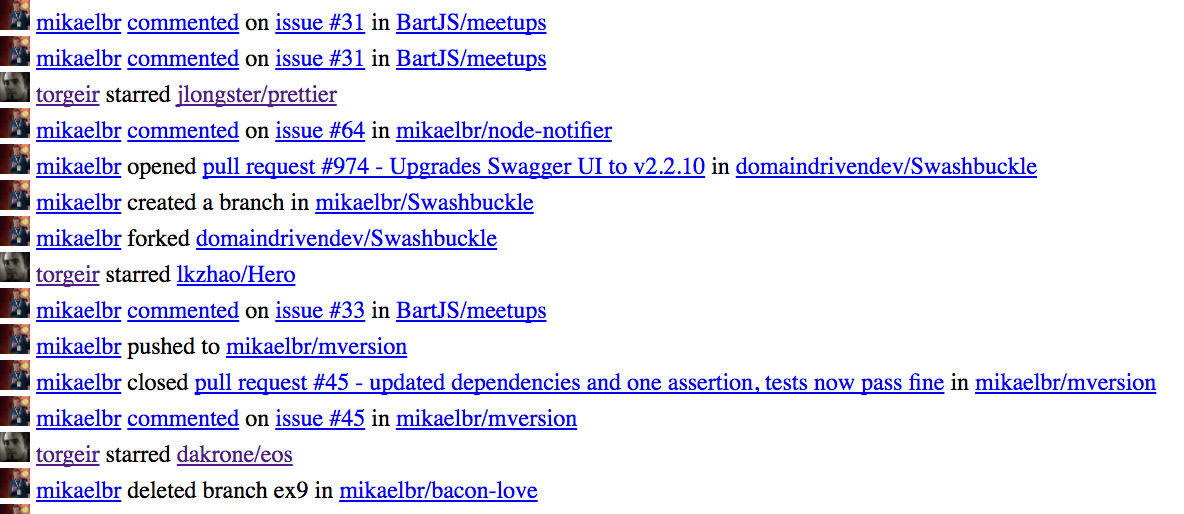 mikaelbr commented on issue #31 in BartJS/meetups
mikaelbr commented on issue #31 in BartJS/meetups
torgeir starred jlongster/prettier
mikaelbr commented on issue #64 in mikaelbr/node-notifier
mikaelbr opened pull request #974 - Upgrades Swagger UI to v2.2.10 in domaindrivendev/Swashbuckle
mikaelbr created a branch in mikaelbr/Swashbuckle
mikaelbr forked domaindrivendev/Swashbuckle
torgeir starred lkzhao/Hero
mikaelbr commented on issue #33 in BartJS/meetups
mikaelbr pushed to mikaelbr/mversion
mikaelbr closed pull request #45 - updated dependencies and one assertion, tests now pass fine in mikaelbr/mversion
mikaelbr commented on issue #45 in mikaelbr/mversion
torgeir starred dakrone/eos
mikaelbr deleted branch ex9 in mikaelbr/bacon-love